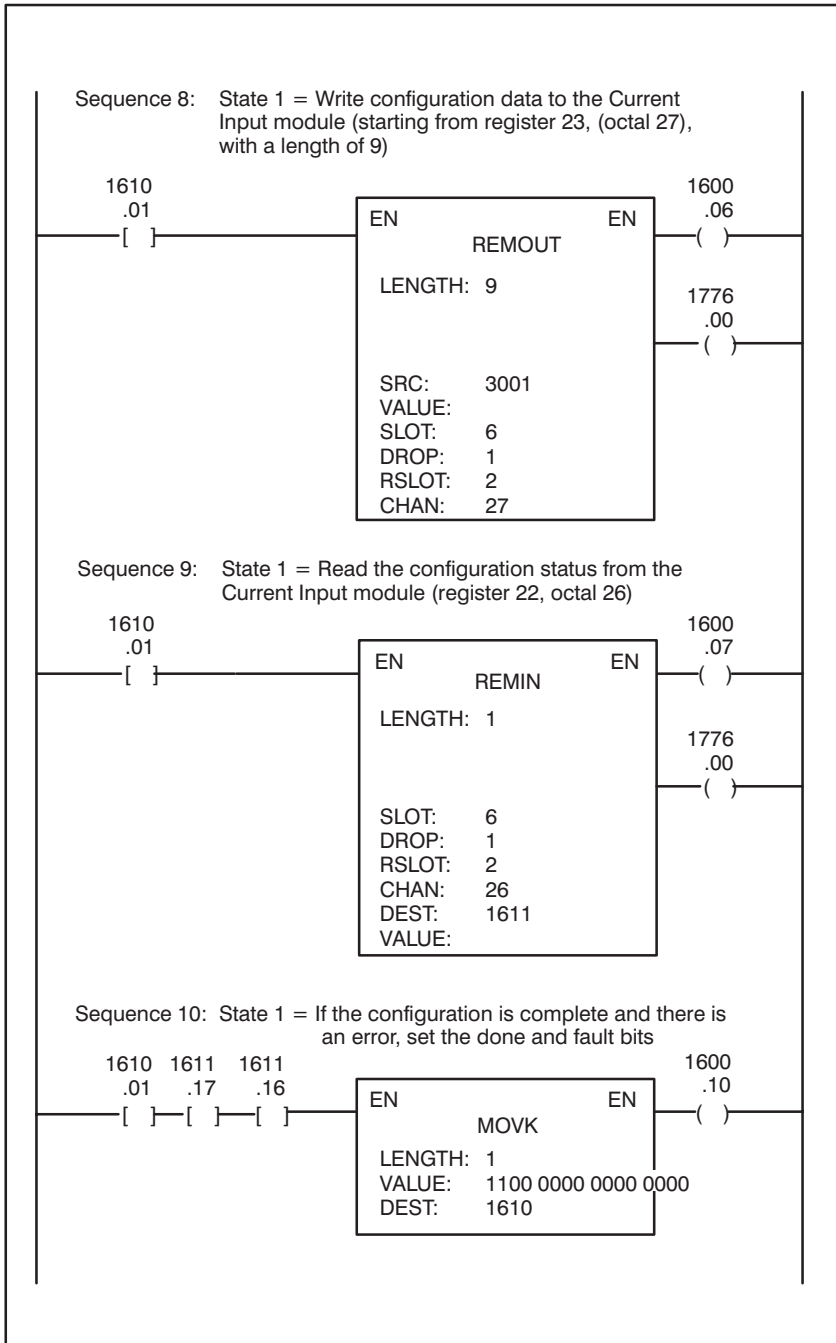 Sequence 8: State 1 = Write configuration data to the Current
Input module (starting from register 23, (octal 27),
with a length of 9)
1610 1600
.01 EN EN .06
[ ] REMOUT ( )
LENGTH: 9
1776
.00
( )
SRC: 3001
VALUE:
SLOT: 6
DROP: 1
RSLOT: 2
CHAN: 27
Sequence 9: State 1 = Read the configuration status from the
Current Input module (register 22, octal 26)
1610 1600
.01 EN EN .07
[ ] REMIN ( )
LENGTH: 1
1776
.00
( )
SLOT: 6
DROP: 1
RSLOT: 2
CHAN: 26
DEST: 1611
VALUE:
Sequence 10: State 1 = If the configuration is complete and there is
an error, set the done and fault bits
1610 1611 1611 1600
.01 .17 .16 EN EN .10
[ ] [ ] [ ] MOVK ( )
LENGTH: 1
VALUE: 1100 0000 0000 0000
DEST: 1610